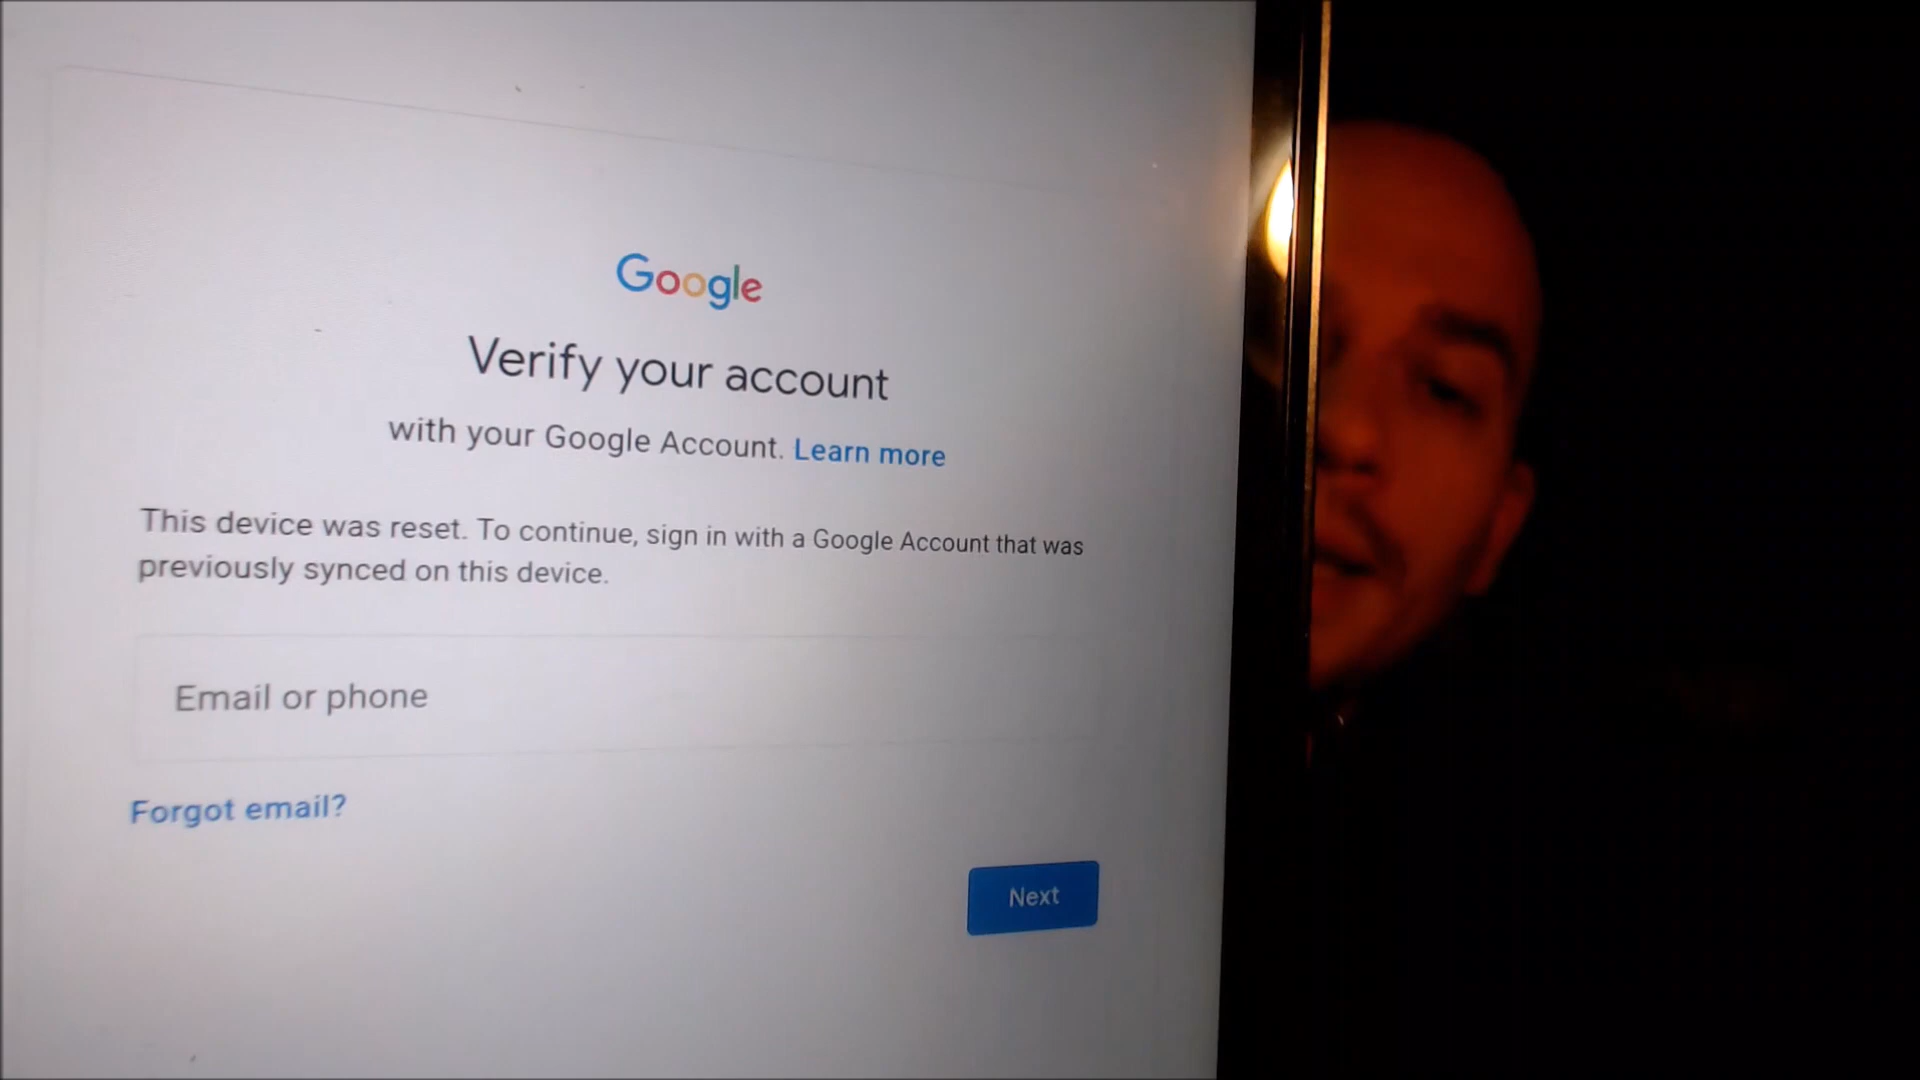 Google
Verify your account
with your Google Account. Learn more
This device was reset. To continue, sign in with a Google Account that was
previously synced on this device.
Email or phone
Forgot email?
Next